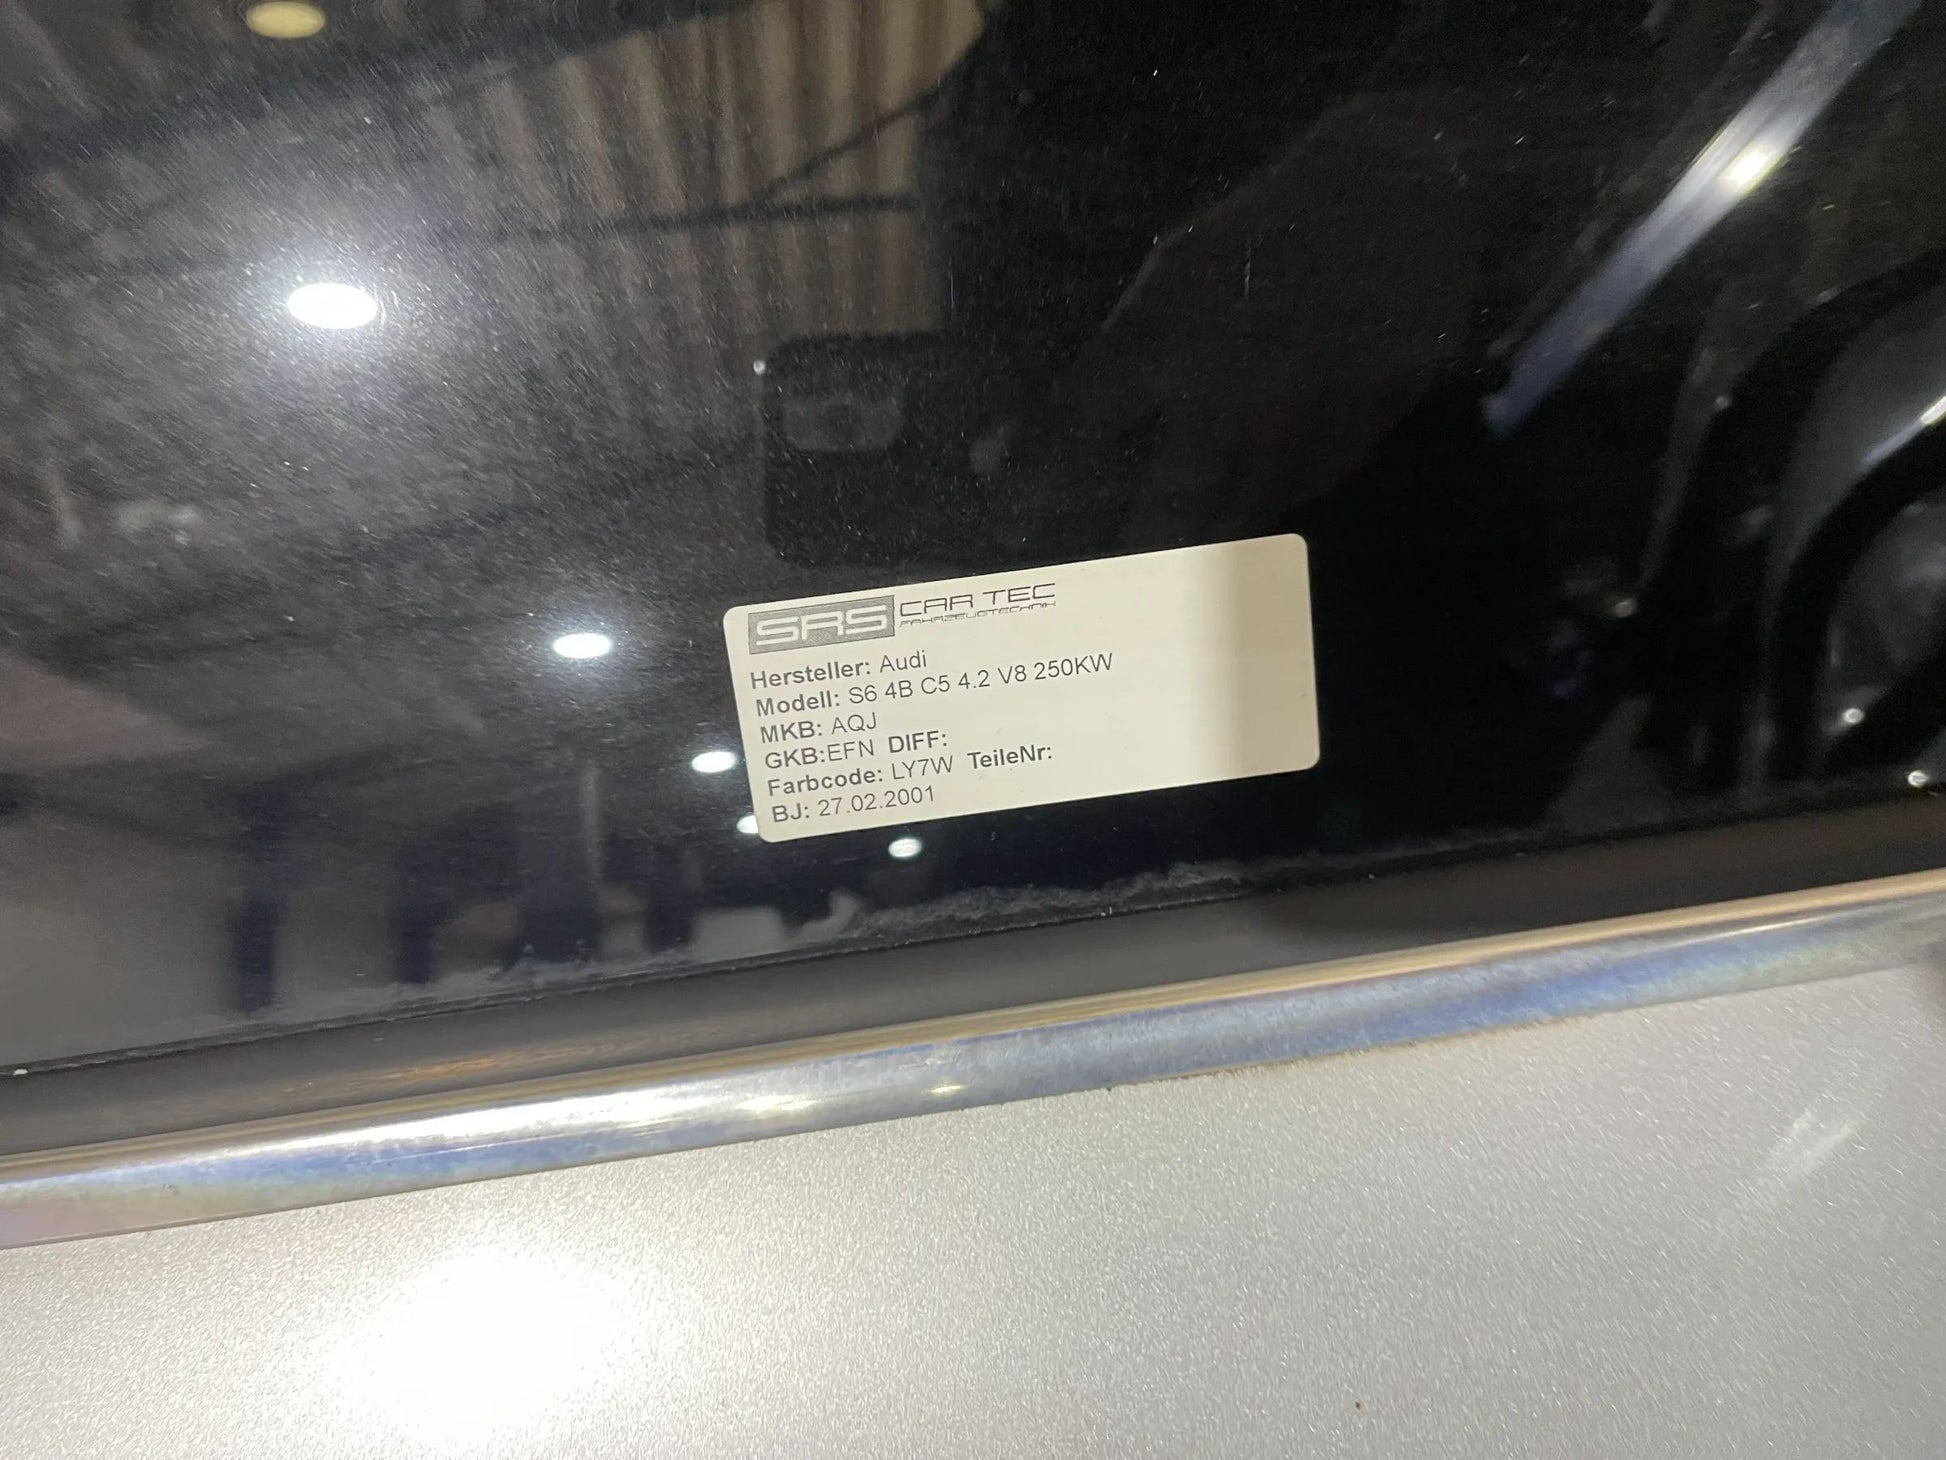 SRS CAR TEC
FAHRZEUGTECHNIK
Hersteller: Audi
Modell: S6 4B C5 4.2 V8 250KW
MKB: AQJ
GKB:EFN DIFF:
Farbcode: LY7W TeileNr:
BJ: 27.02.2001